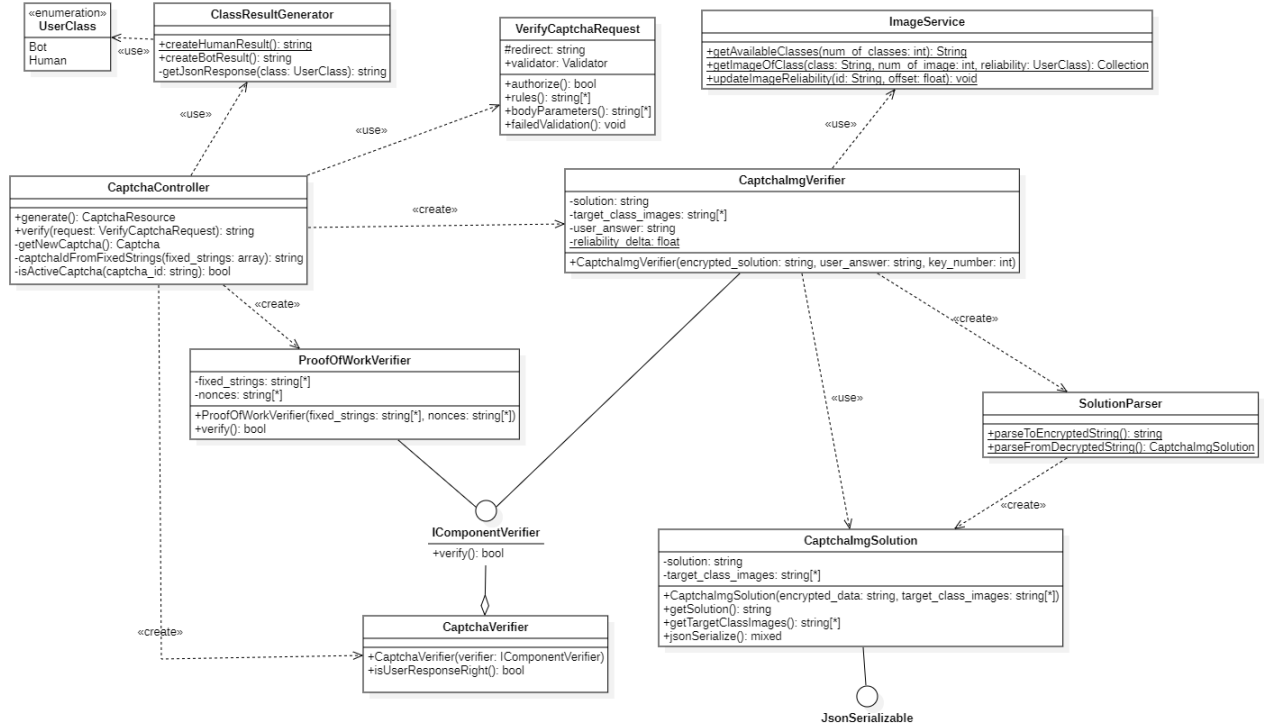 «enumeration»
UserClass
Bot
Human
«use»
ClassResultGenerator
+createHumanResult(): string
+createBotResult(): string
-getJsonResponse(class: UserClass): string
«use»
VerifyCaptchaRequest
#redirect: string
+validator: Validator
+authorize(): bool
+rules(): string[*]
+bodyParameters(): string[*]
+failedValidation(): void
«use»
ImageService
+getAvailableClasses(num_of_classes: int): String
+getImageOfClass(class: String, num_of_image: int, reliability: UserClass): Collection
+updateImageReliability(id: String, offset: float): void
«use»
CaptchaController
+generate(): CaptchaResource
+verify(request: VerifyCaptchaRequest): string
-getNewCaptcha(): Captcha
-captchaIdFromFixedStrings(fixed_strings: array): string
-isActiveCaptcha(captcha_id: string): bool
«create»
CaptchaImgVerifier
-solution: string
-target_class_images: string[*]
-user_answer: string
-reliability_delta: float
+CaptchaImgVerifier(encrypted_solution: string, user_answer: string, key_number: int)
«create»
«create»
ProofOfWorkVerifier
-fixed_strings: string[*]
-nonces: string[*]
+ProofOfWorkVerifier(fixed_strings: string[*], nonces: string[*])
+verify(): bool
«use»
SolutionParser
+parseToEncryptedString(): string
+parseFromDecryptedString(): CaptchaImgSolution
«create»
IComponentVerifier
+verify(): bool
CaptchaImgSolution
-solution: string
-target_class_images: string[*]
+CaptchaImgSolution(encrypted_data: string, target_class_images: string[*])
+getSolution(): string
+getTargetClassImages(): string[*]
+jsonSerialize(): mixed
«create»
CaptchaVerifier
+CaptchaVerifier(verifier: IComponentVerifier)
+isUserResponseRight(): bool
JsonSerializable